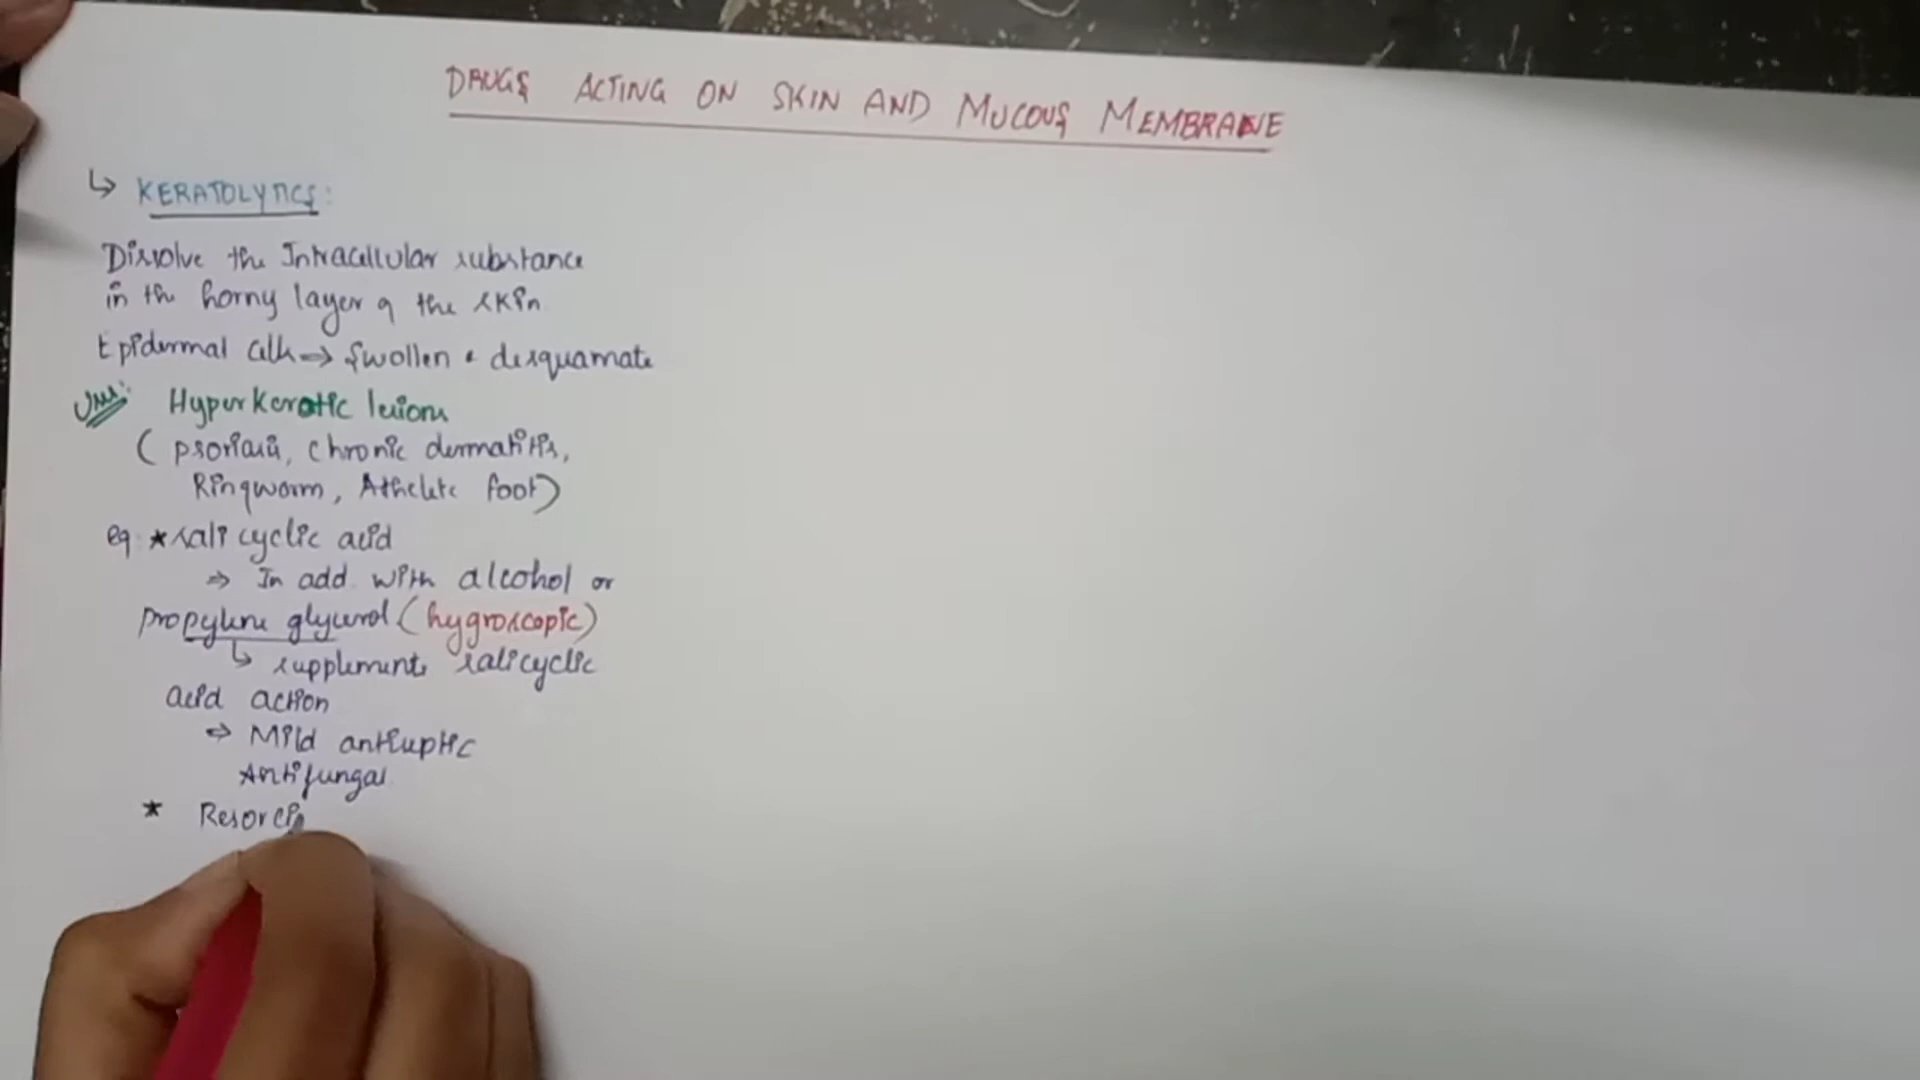 DRUGS ACTING ON SKIN AND MUCOUS MEMBRANE
↳ KERATOLYTICS:
Dissolve the Intracellular substance
in the horny layer of the skin
Epidermal cells ⇒ swollen & desquamate
Uses: HyperKeratic lesions
(psoriasis, chronic dermatitis,
Ringworm, Athelete foot)
eg ★ salicyclic acid
⇒ In add. with alcohol or
propylene glycerol (hygroscopic)
↳ supplements salicyclic
acid action
⇒ Mild antiseptic
Antifungal
* Resorcin